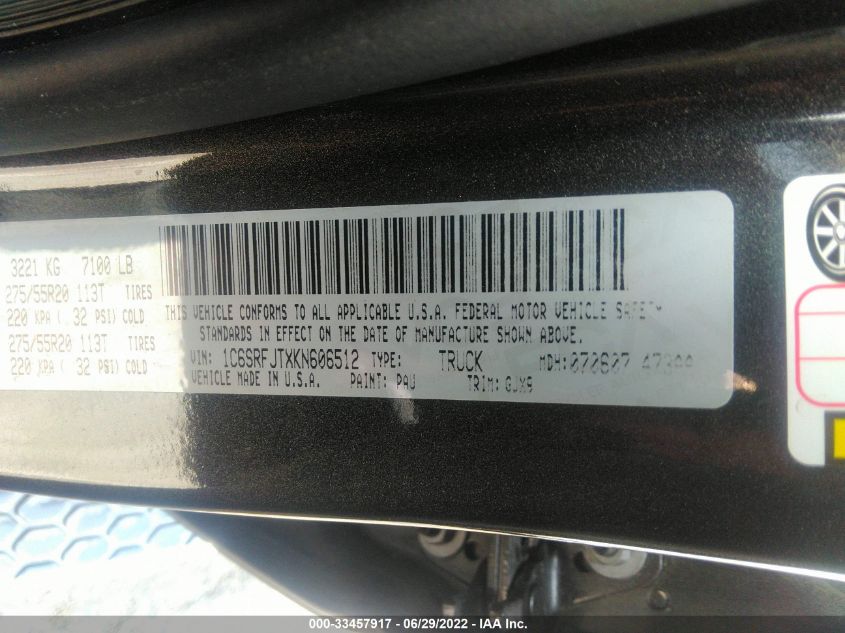 3221 KG 7100 LB
275/55R20 113T TIRES
220 KPA ( 32 PSI) COLD
275/55R20 113T TIRES
220 KPA ( 32 PSI) COLD
THIS VEHICLE CONFORMS TO ALL APPLICABLE U.S.A. FEDERAL MOTOR VEHICLE SAFETY
STANDARDS IN EFFECT ON THE DATE OF MANUFACTURE SHOWN ABOVE.
VIN: 1C6SRFJTXKN606512 TYPE: TRUCK MDH:
VEHICLE MADE IN U.S.A. PAINT: PAU TRIM:
000-33457917 - 06/29/2022 - IAA Inc.